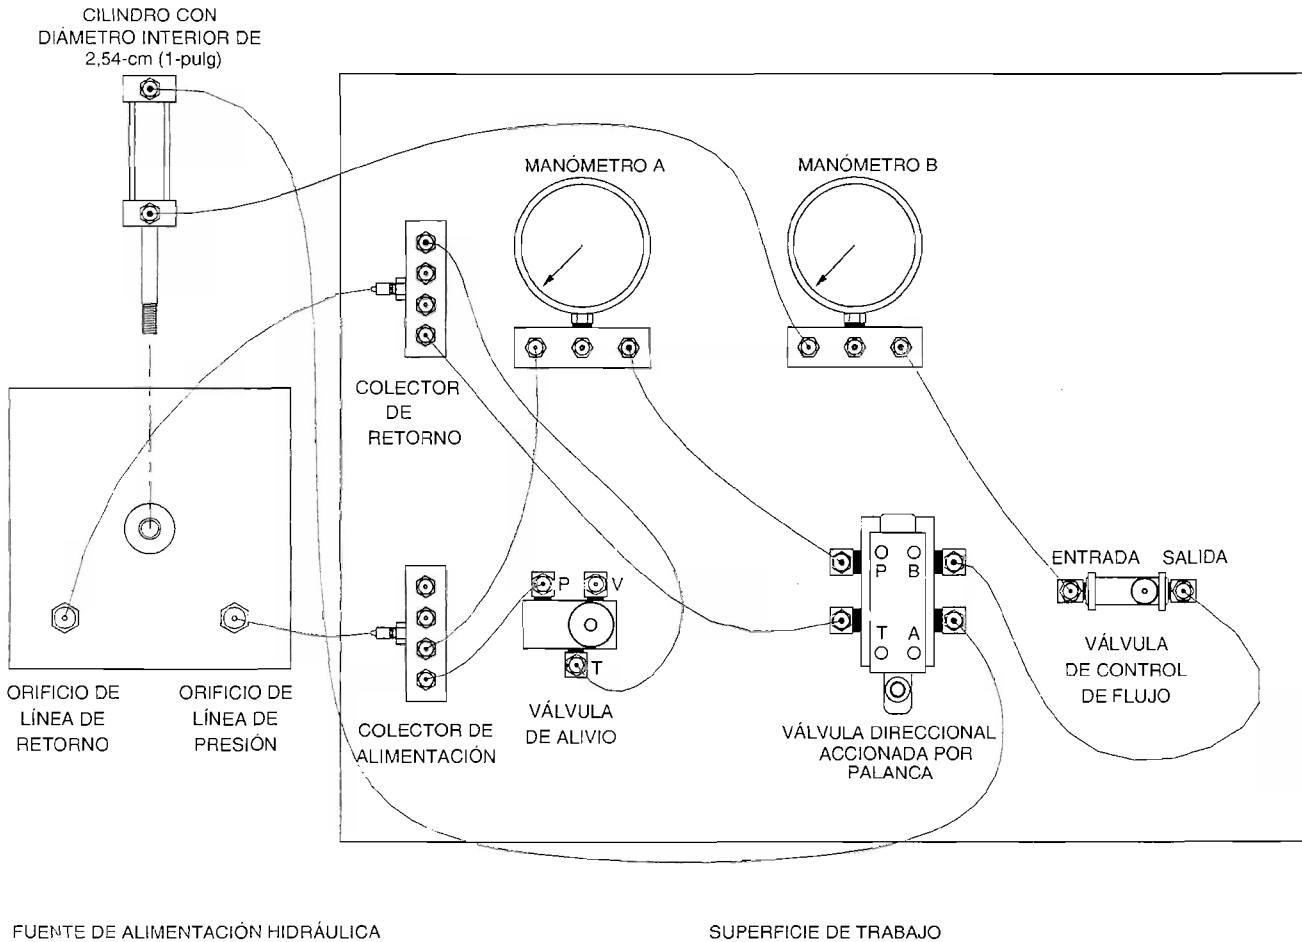 CILINDRO CON
DIÁMETRO INTERIOR DE
2,54-cm (1-pulg)
MANÓMETRO A
MANÓMETRO B
COLECTOR
DE
RETORNO
P
V
T
P
B
T
A
ENTRADA
SALIDA
VÁLVULA
DE CONTROL
DE FLUJO
ORIFICIO DE
LÍNEA DE
RETORNO
ORIFICIO DE
LÍNEA DE
PRESIÓN
COLECTOR DE
ALIMENTACIÓN
VÁLVULA
DE ALIVIO
VÁLVULA DIRECCIONAL
ACCIONADA POR
PALANCA
FUENTE DE ALIMENTACIÓN HIDRÁULICA
SUPERFICIE DE TRABAJO